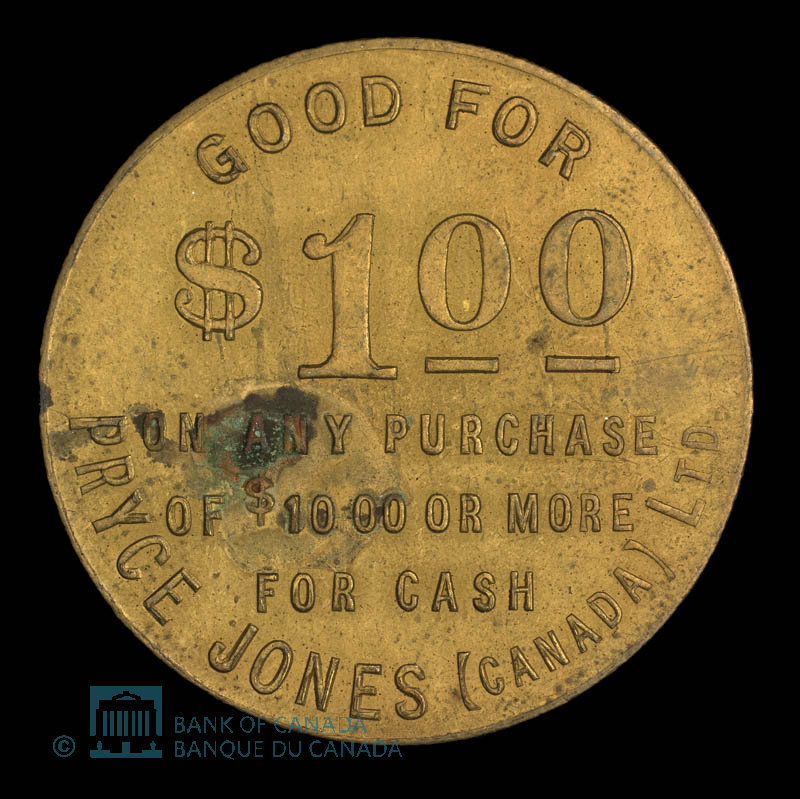 GOOD FOR
$1.00
ON ANY PURCHASE
OF $10 00 OR MORE
FOR CASH
PRYCE JONES (CANADA) LTD
© BANK OF CANADA
BANQUE DU CANADA